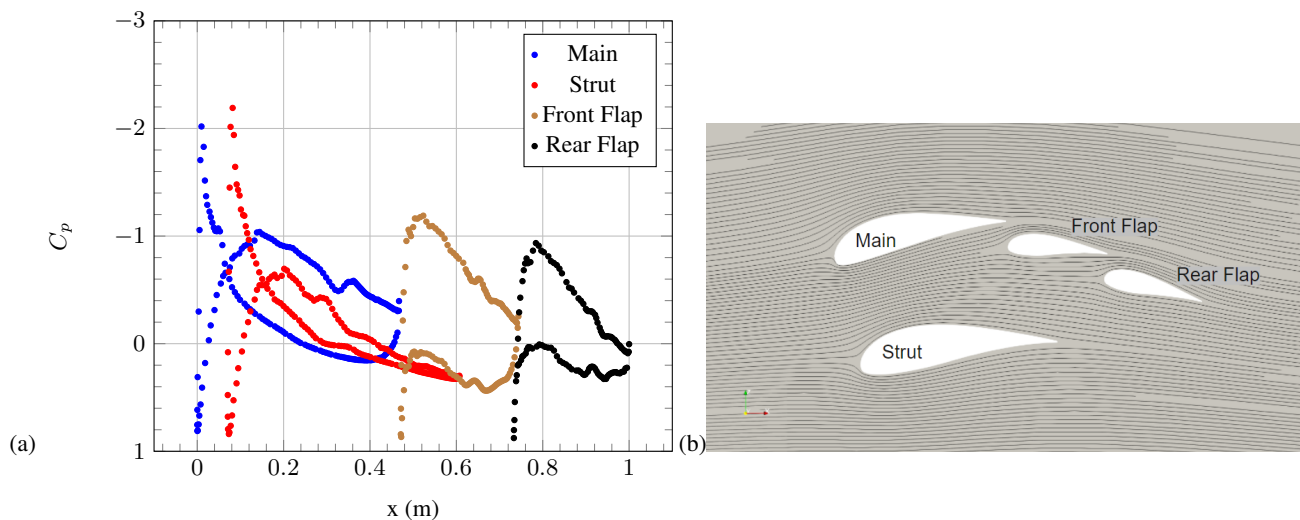 −3
−2
−1
0
1
C_p
0
0.2
0.4
0.6
0.8
1
x (m)
Main
Strut
Front Flap
Rear Flap
(a)
(b)
Main
Front Flap
Rear Flap
Strut